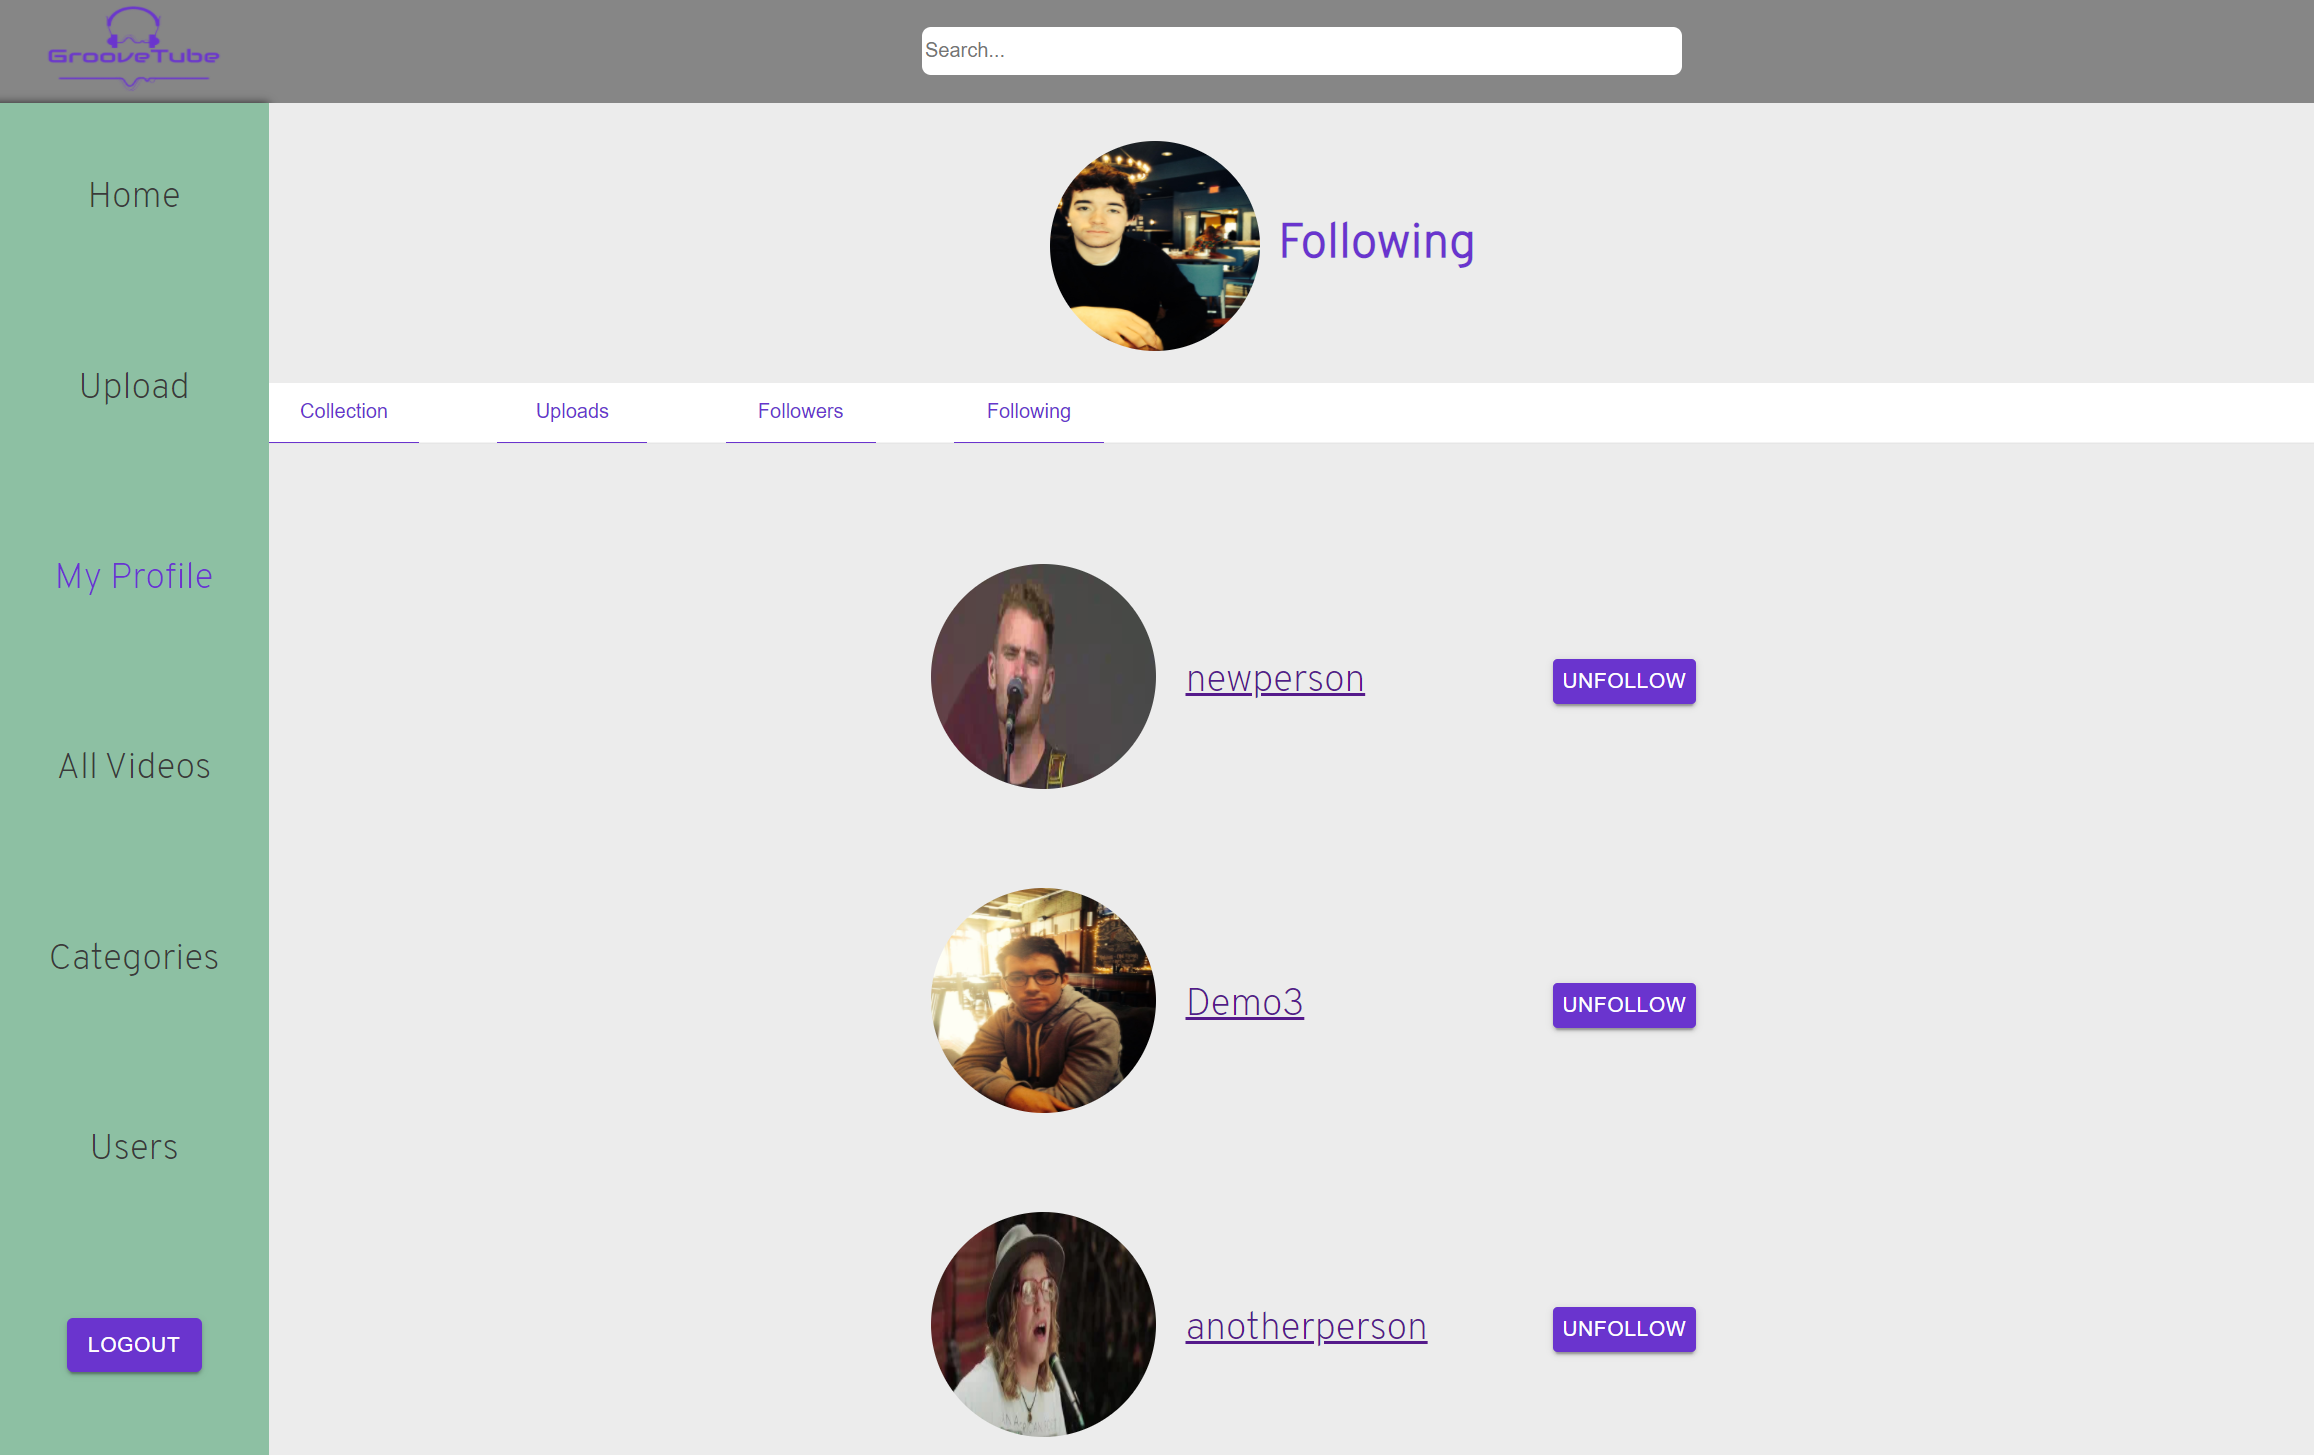 GrooveTube
Search...
Home
Upload
My Profile
All Videos
Categories
Users
LOGOUT
Following
Collection
Uploads
Followers
Following
newperson
UNFOLLOW
Demo3
UNFOLLOW
anotherperson
UNFOLLOW